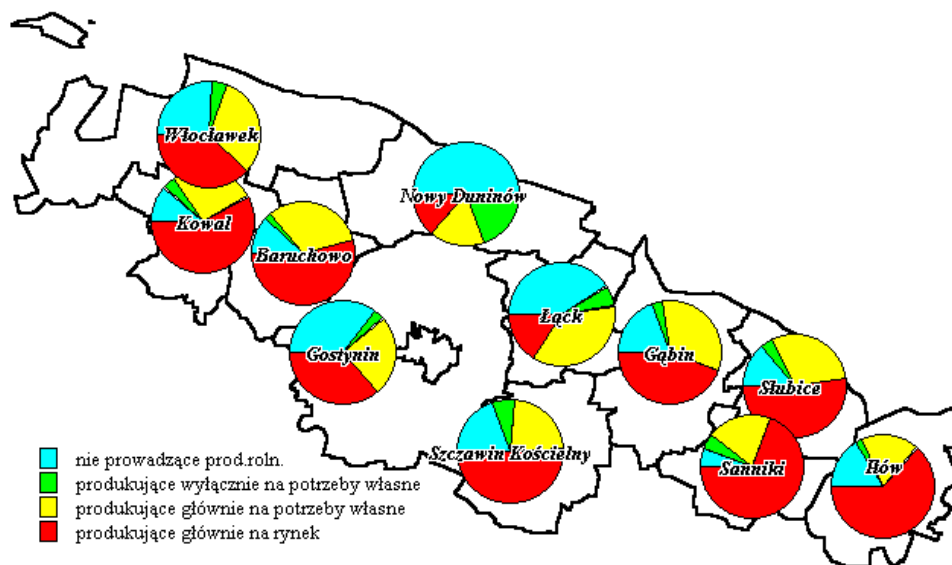 Włocławek
Nowy Duninów
Kowal
Baruchowo
Łąck
Gostynin
Gąbin
Słubice
Szczawin Kościelny
Sanniki
Iłów
nie prowadzące prod.roln.
produkujące wyłącznie na potrzeby własne
produkujące głównie na potrzeby własne
produkujące głównie na rynek